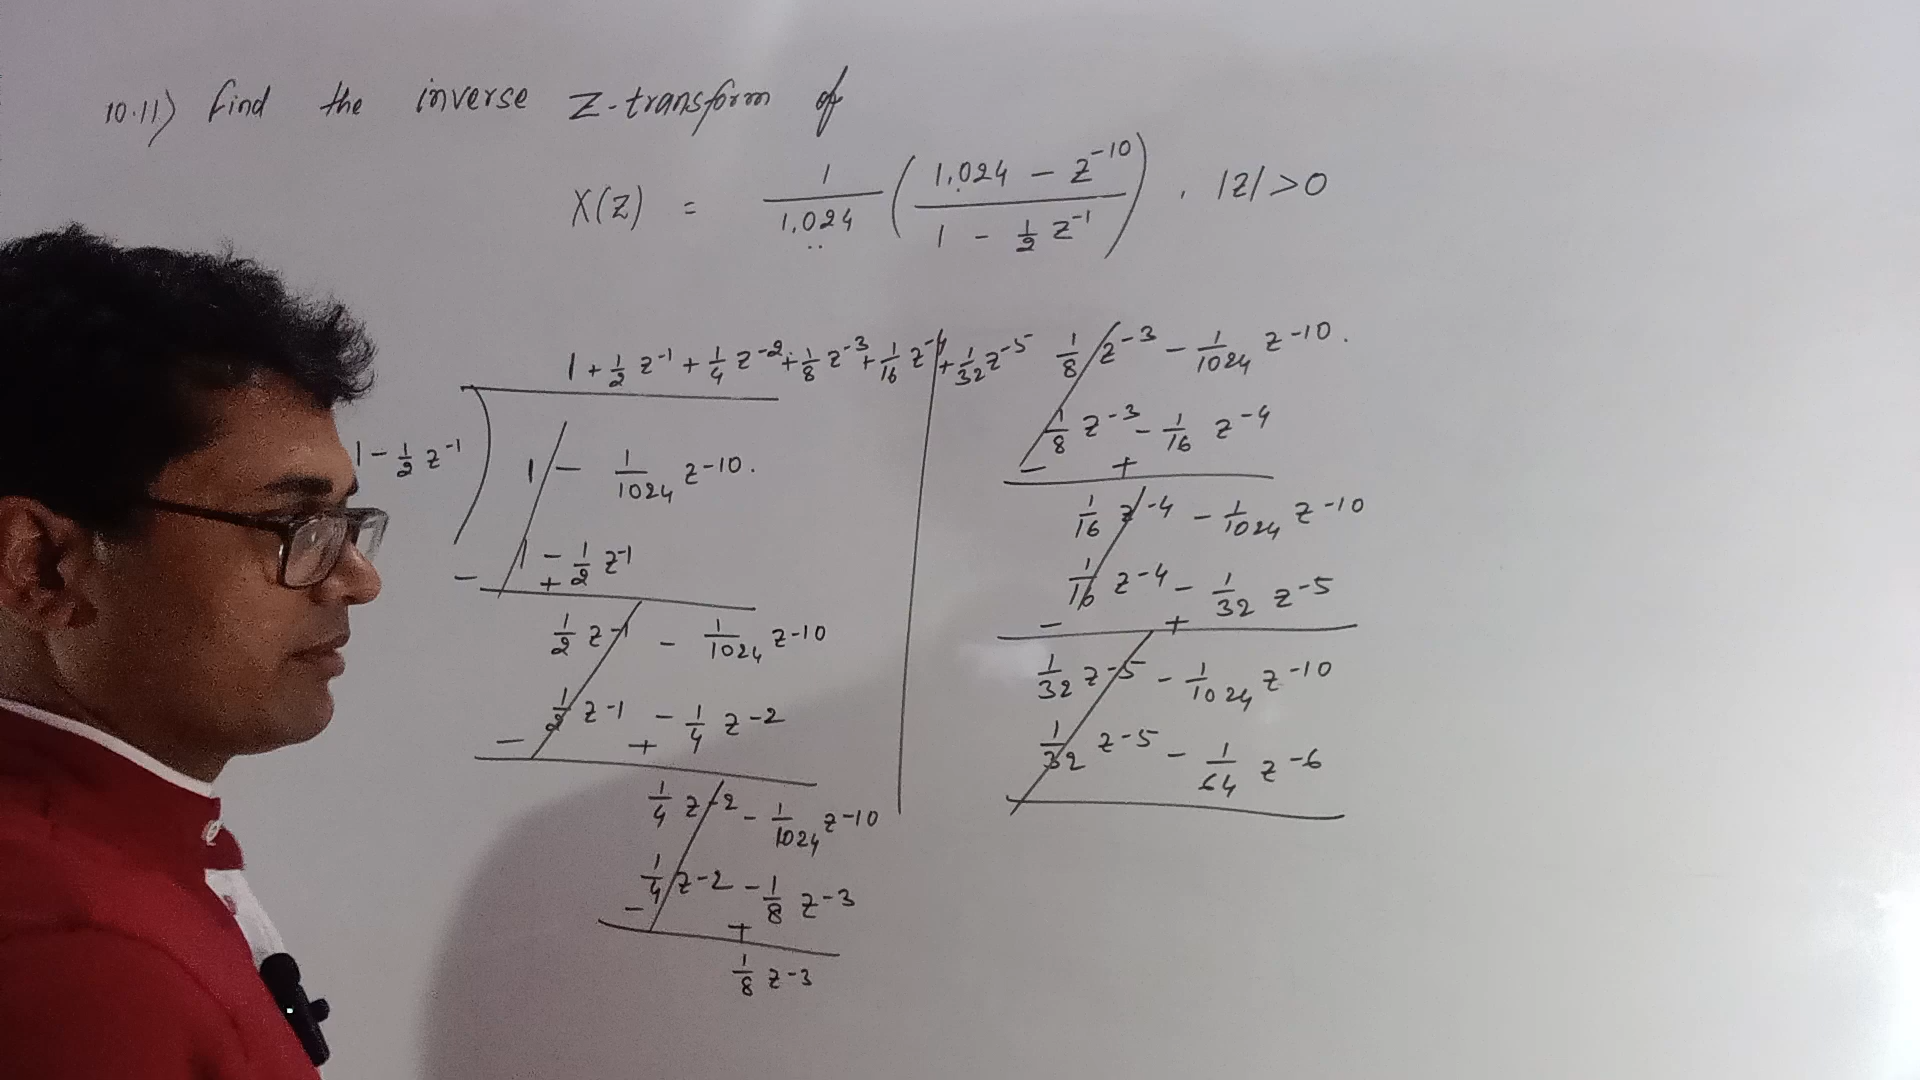 10.11) find the inverse Z-transform of
X(Z) = 1/1,024 ( (1,024 - z^-10) / (1 - 1/2 z^-1) ) , |z| > 0
1 + 1/2 z^-1 + 1/4 z^-2 + 1/8 z^-3 + 1/16 z^-4 + 1/32 z^-5
1 - 1/2 z^-1 ) 1 - 1/1024 z^-10.
1 - 1/2 z^-1
- +
1/2 z^-1 - 1/1024 z^-10
1/2 z^-1 - 1/4 z^-2
- +
1/4 z^-2 - 1/1024 z^-10
1/4 z^-2 - 1/8 z^-3
- +
1/8 z^-3
1/8 z^-3 - 1/1024 z^-10.
1/8 z^-3 - 1/16 z^-4
- +
1/16 z^-4 - 1/1024 z^-10
1/16 z^-4 - 1/32 z^-5
- +
1/32 z^-5 - 1/1024 z^-10
1/32 z^-5 - 1/64 z^-6